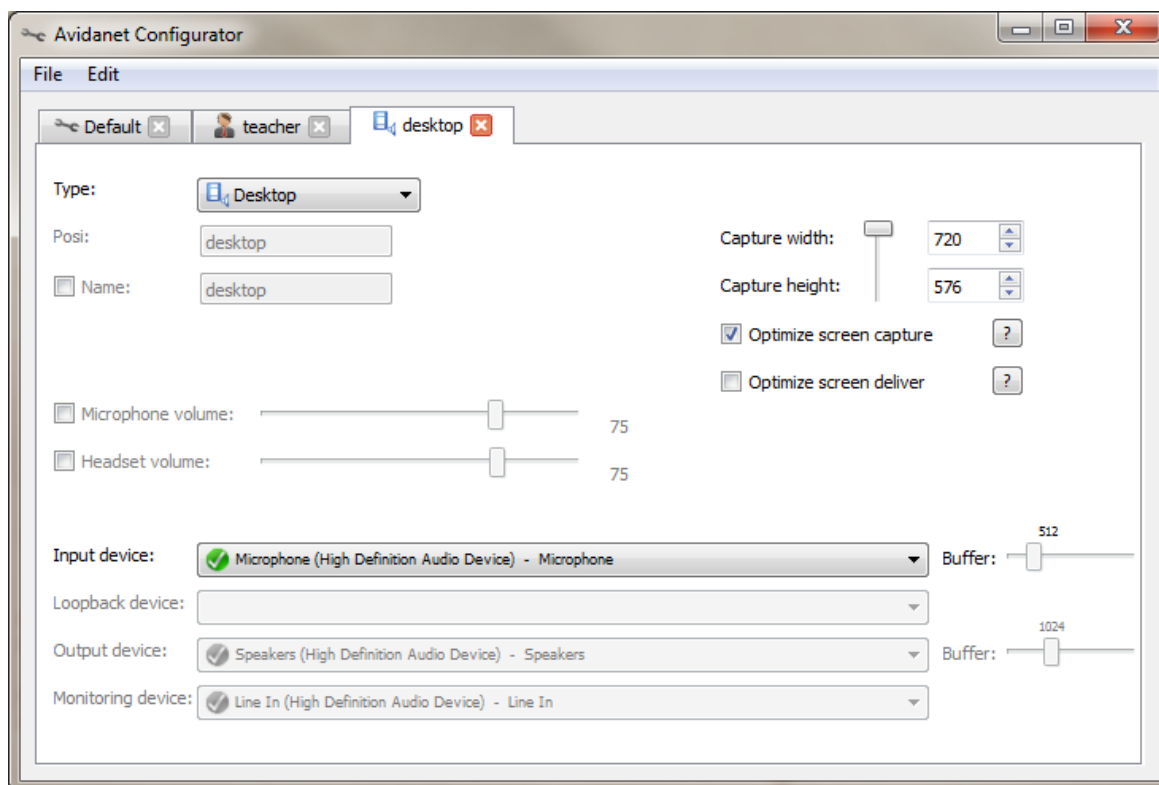 Avidanet Configurator
File Edit
Default teacher desktop
Type: Desktop
Posi: desktop
Capture width: 720
Name: desktop
Capture height: 576
Optimize screen capture ?
Optimize screen deliver ?
Microphone volume: 75
Headset volume: 75
512
Input device: Microphone (High Definition Audio Device) - Microphone Buffer:
Loopback device:
1024
Output device: Speakers (High Definition Audio Device) - Speakers Buffer:
Monitoring device: Line In (High Definition Audio Device) - Line In